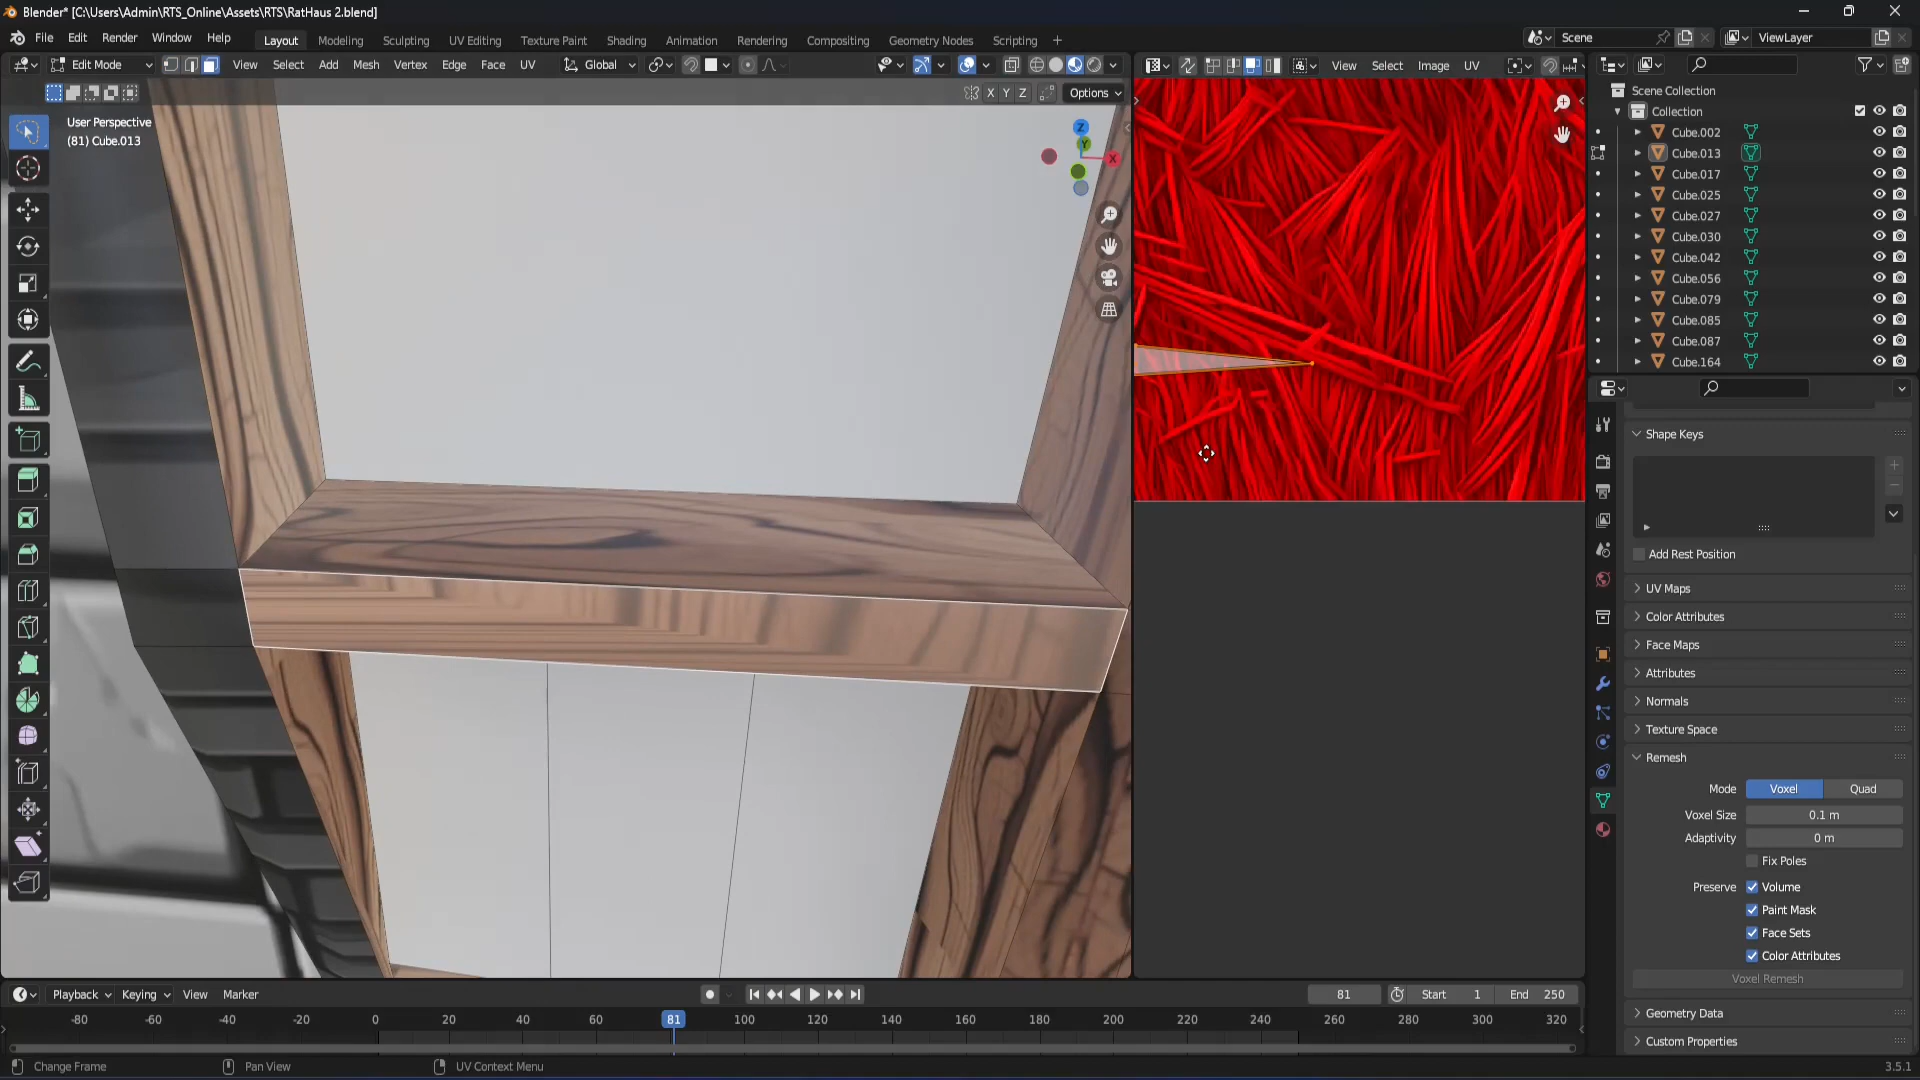 Blender* [C:\Users\Admin\RTS_Online\Assets\RTS\RatHaus 2.blend]
File Edit Render Window Help
Layout Modeling Sculpting UV Editing Texture Paint Shading Animation Rendering Compositing Geometry Nodes Scripting +
Scene
ViewLayer
Edit Mode
View Select Add Mesh Vertex Edge Face UV
Global
View Select Image UV
X Y Z
Options
User Perspective
(81) Cube.013
Z
Y
X
Scene Collection
Collection
Cube.002
Cube.013
Cube.017
Cube.025
Cube.027
Cube.030
Cube.042
Cube.056
Cube.079
Cube.085
Cube.087
Cube.164
Shape Keys
Add Rest Position
UV Maps
Color Attributes
Face Maps
Attributes
Normals
Texture Space
Remesh
Mode Voxel Quad
Voxel Size 0.1 m
Adaptivity 0 m
Fix Poles
Preserve Volume
Paint Mask
Face Sets
Color Attributes
Voxel Remesh
Geometry Data
Custom Properties
Playback Keying View Marker
81 Start 1 End 250
-80 -60 -40 -20 0 20 40 60 81 100 120 140 160 180 200 220 240 260 280 300 320
Change Frame Pan View UV Context Menu
3.5.1